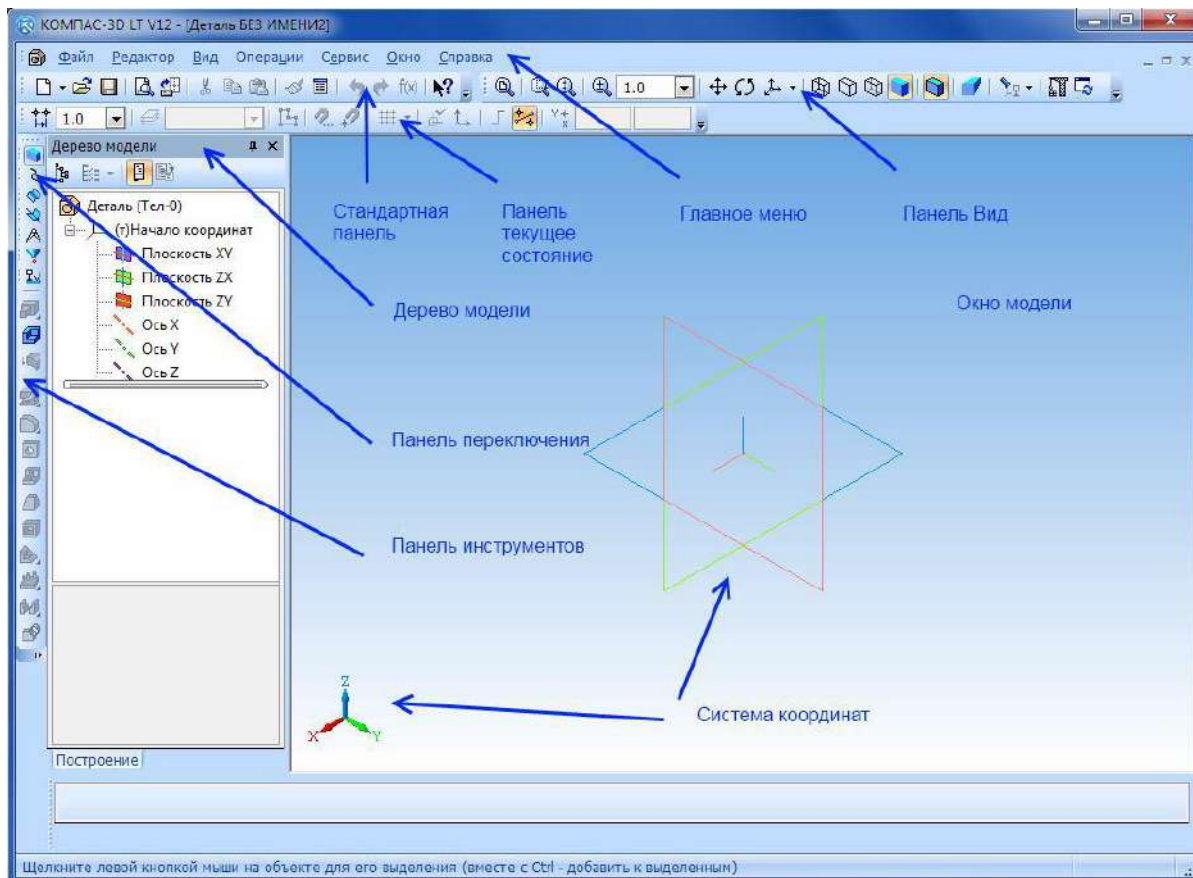 КОМПАС-3D LT V12 - [Деталь БЕЗ ИМЕНИ2]
Файл Редактор Вид Операции Сервис Окно Справка
f(x) 1.0
1.0
Дерево модели
Деталь (Тел-0)
(т)Начало координат
Плоскость XY
Плоскость ZX
Плоскость ZY
Ось X
Ось Y
Ось Z
Стандартная
панель
Панель
текущее
состояние
Главное меню
Панель Вид
Дерево модели
Окно модели
Панель переключения
Панель инструментов
Система координат
Z
X
Y
Построение
Щелкните левой кнопкой мыши на объекте для его выделения (вместе с Ctrl - добавить к выделенным)